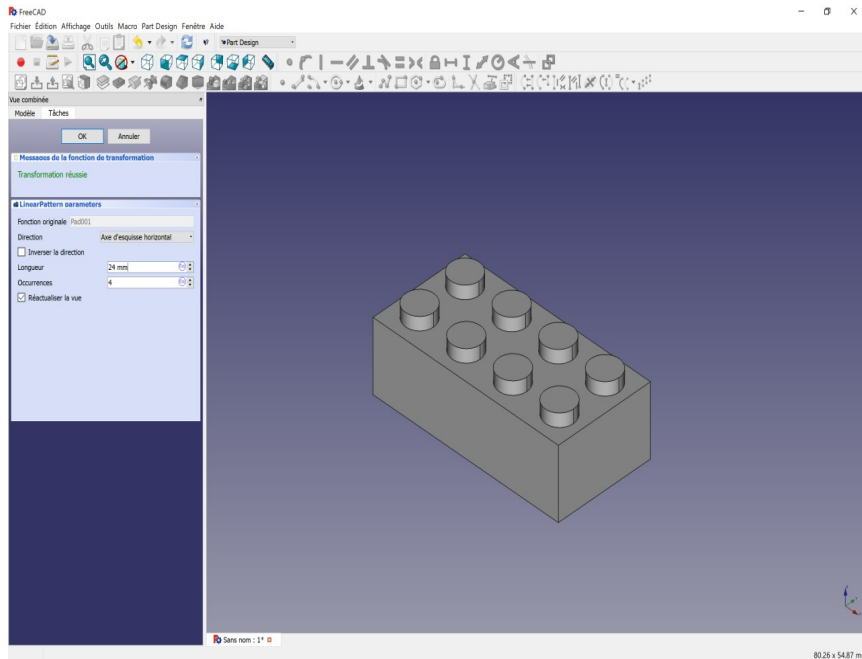 FreeCAD
Fichier Édition Affichage Outils Macro Part Design Fenêtre Aide
Part Design
Vue combinée
Modèle Tâches
OK Annuler
Messages de la fonction de transformation
Transformation réussie
LinearPattern parameters
Fonction originale Pad001
Direction Axe d'esquisse horizontal
Inverser la direction
Longueur 24 mm
Occurrences 4
Réactualiser la vue
Sans nom : 1*
80.26 x 54.87 m